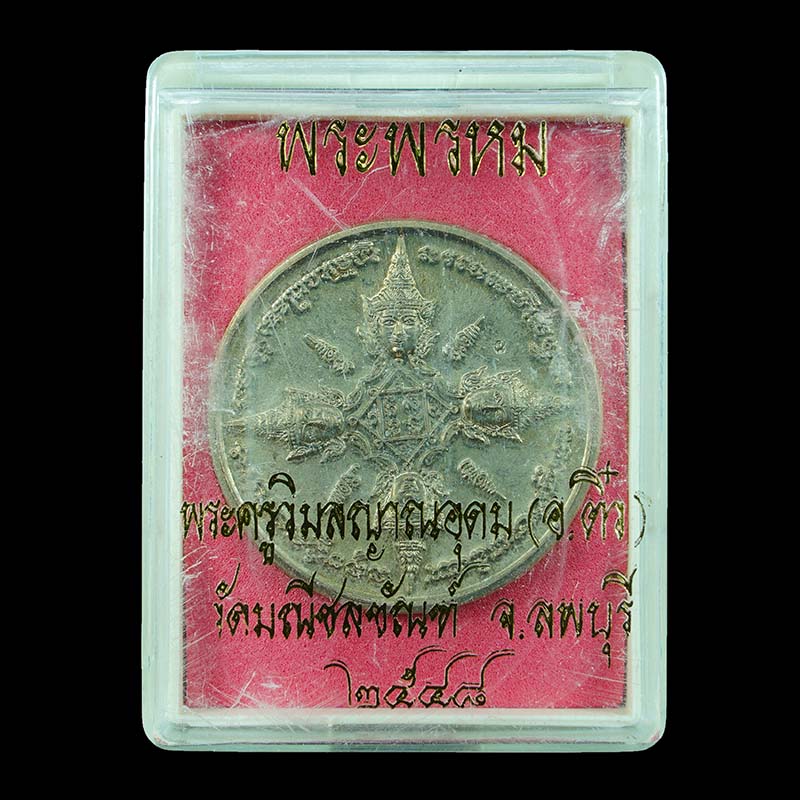 พระพรหม
พระครูวิมลญาณอุดม (อ.ติ๋ว)
วัดมณีชลขัณฑ์ จ.ลพบุรี
๒๕๔๘